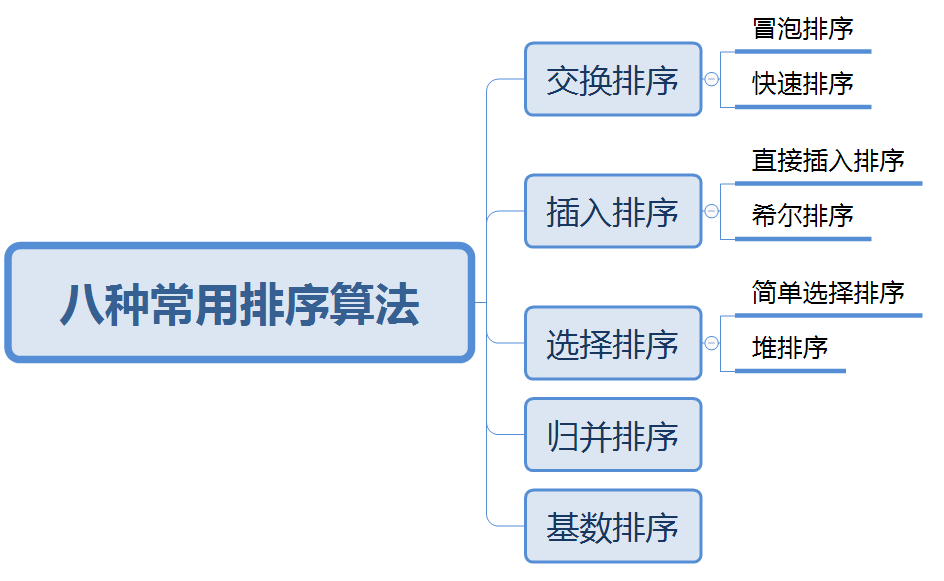 八种常用排序算法
交换排序
冒泡排序
快速排序
插入排序
直接插入排序
希尔排序
选择排序
简单选择排序
堆排序
归并排序
基数排序